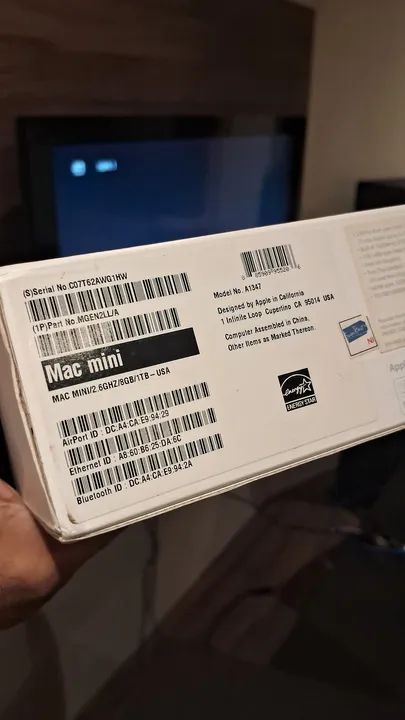 (S)Serial No.C07T62AWG1HW
(1P)Part No.MGEN2LL/A
Mac mini
MAC MINI/2.6GHZ/8GB/1TB-USA
AirPort ID : DC:A4:CA:E9:94:29
Ethernet ID : A8:60:B6:25:DA:6C
Bluetooth ID : DC:A4:CA:E9:94:2A
Model No. A1347
Designed by Apple in California
1 Infinite Loop Cupertino CA 95014 USA
Computer Assembled in China,
Other Items as Marked Thereon.
energy
ENERGY STAR